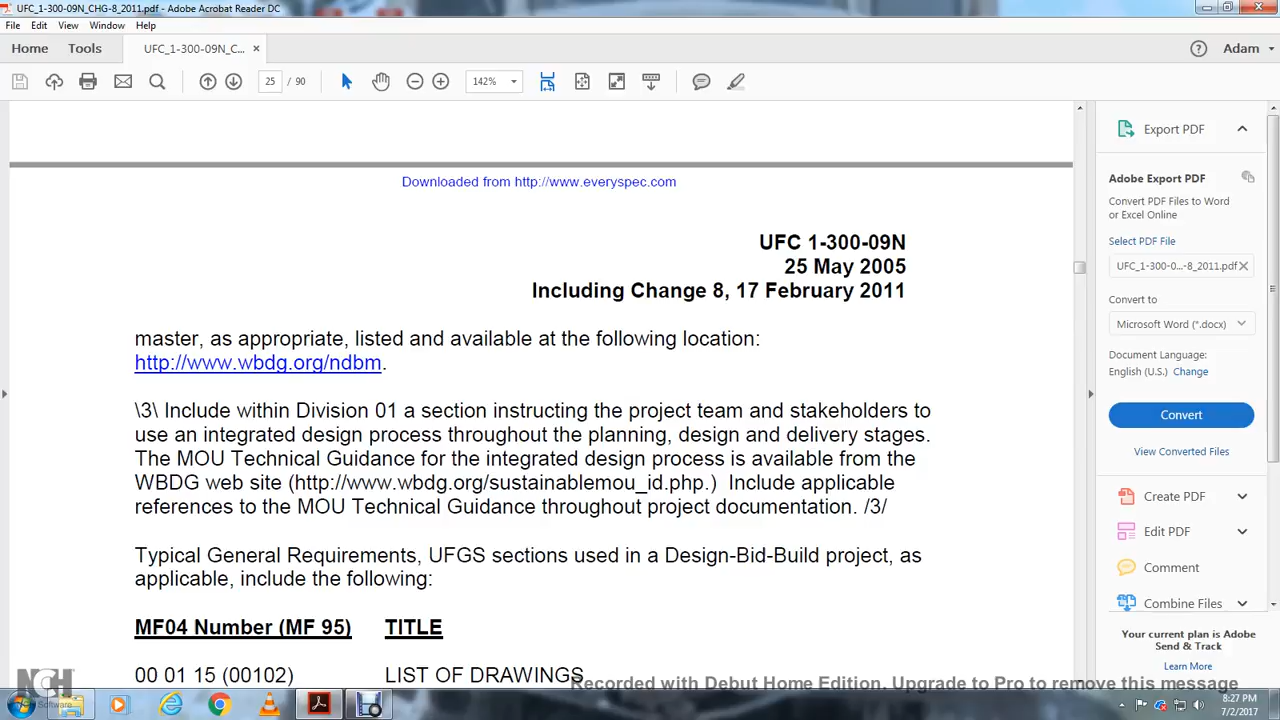 UFC_1-300-09N_CHG-8_2011.pdf - Adobe Acrobat Reader DC
File Edit View Window Help
Home Tools UFC_1-300-09N_C... × Adam
25 / 90 142%
Downloaded from http://www.everyspec.com
UFC 1-300-09N
25 May 2005
Including Change 8, 17 February 2011
master, as appropriate, listed and available at the following location:
http://www.wbdg.org/ndbm.
\3\ Include within Division 01 a section instructing the project team and stakeholders to
use an integrated design process throughout the planning, design and delivery stages.
The MOU Technical Guidance for the integrated design process is available from the
WBDG web site (http://www.wbdg.org/sustainablemou_id.php.) Include applicable
references to the MOU Technical Guidance throughout project documentation. /3/
Typical General Requirements, UFGS sections used in a Design-Bid-Build project, as
applicable, include the following:
MF04 Number (MF 95) TITLE
00 01 15 (00102) LIST OF DRAWINGS
Export PDF
Adobe Export PDF
Convert PDF Files to Word
or Excel Online
Select PDF File
UFC_1-300-0...-8_2011.pdf ×
Convert to
Microsoft Word (*.docx)
Document Language:
English (U.S.) Change
Convert
View Converted Files
Create PDF
Edit PDF
Comment
Combine Files
Your current plan is Adobe
Send & Track
Learn More
NCH
Software
Recorded with Debut Home Edition. Upgrade to Pro to remove this message
8:27 PM
7/2/2017